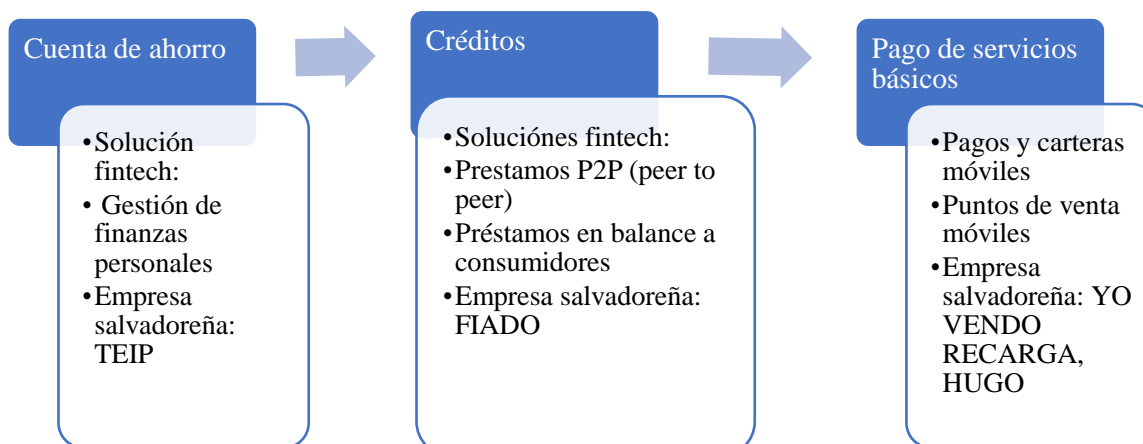 Cuenta de ahorro
•Solución
fintech:
• Gestión de
finanzas
personales
•Empresa
salvadoreña:
TEIP
Créditos
•Soluciónes fintech:
•Prestamos P2P (peer to
peer)
•Préstamos en balance a
consumidores
•Empresa salvadoreña:
FIADO
Pago de servicios
básicos
•Pagos y carteras
móviles
•Puntos de venta
móviles
•Empresa
salvadoreña: YO
VENDO
RECARGA,
HUGO